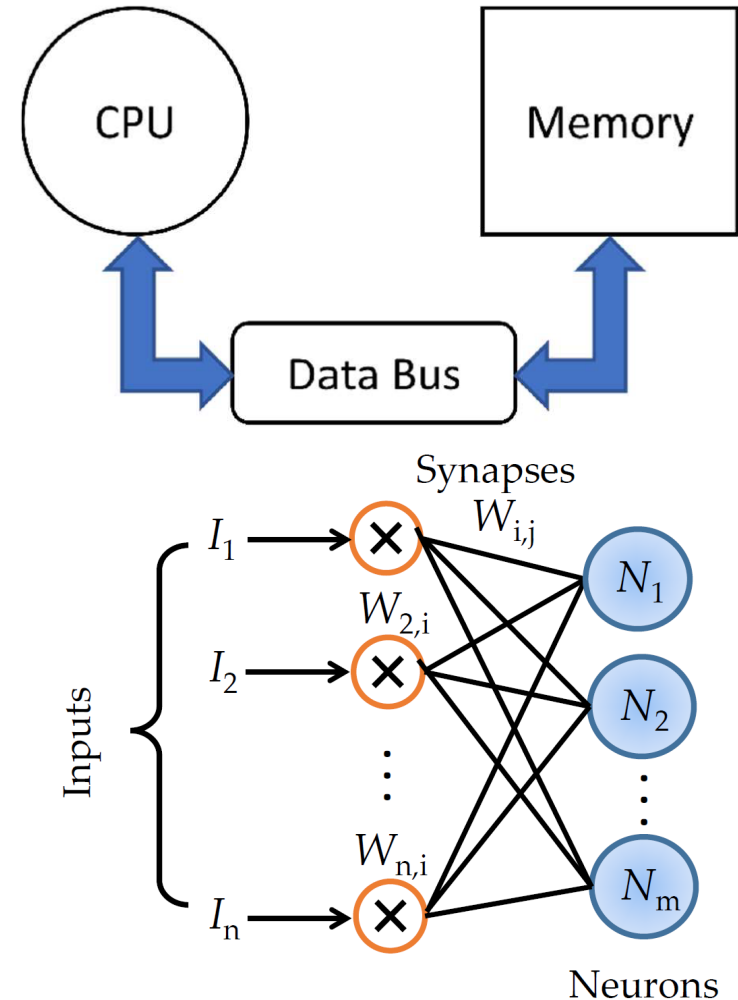 CPU
Memory
Data Bus
Synapses
W_{i,j}
I_1
N_1
W_{2,i}
I_2
N_2
Inputs
W_{n,i}
I_n
N_m
Neurons